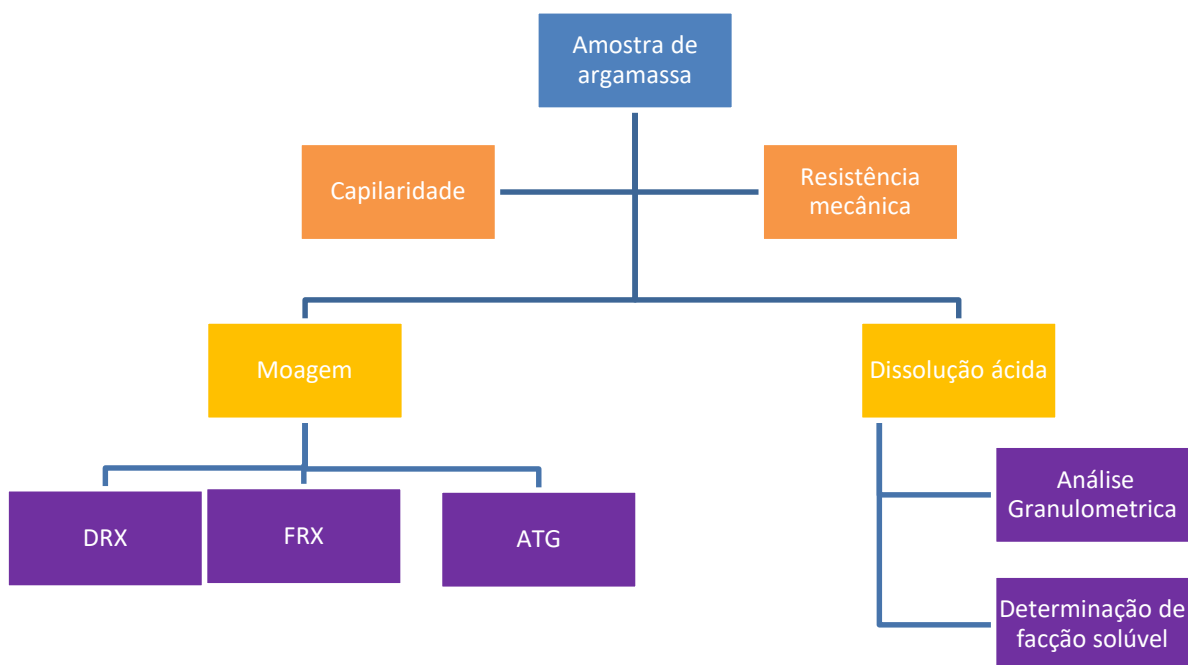 Amostra de
argamassa
Capilaridade
Resistência
mecânica
Moagem
Dissolução ácida
DRX
FRX
ATG
Análise
Granulometrica
Determinação de
facção solúvel